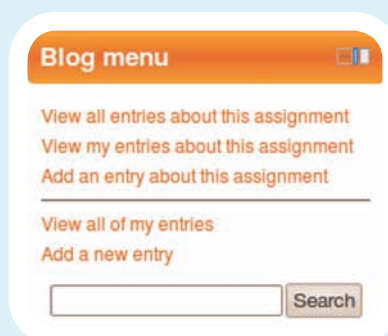 Blog menu
View all entries about this assignment
View my entries about this assignment
Add an entry about this assignment
View all of my entries
Add a new entry
Search